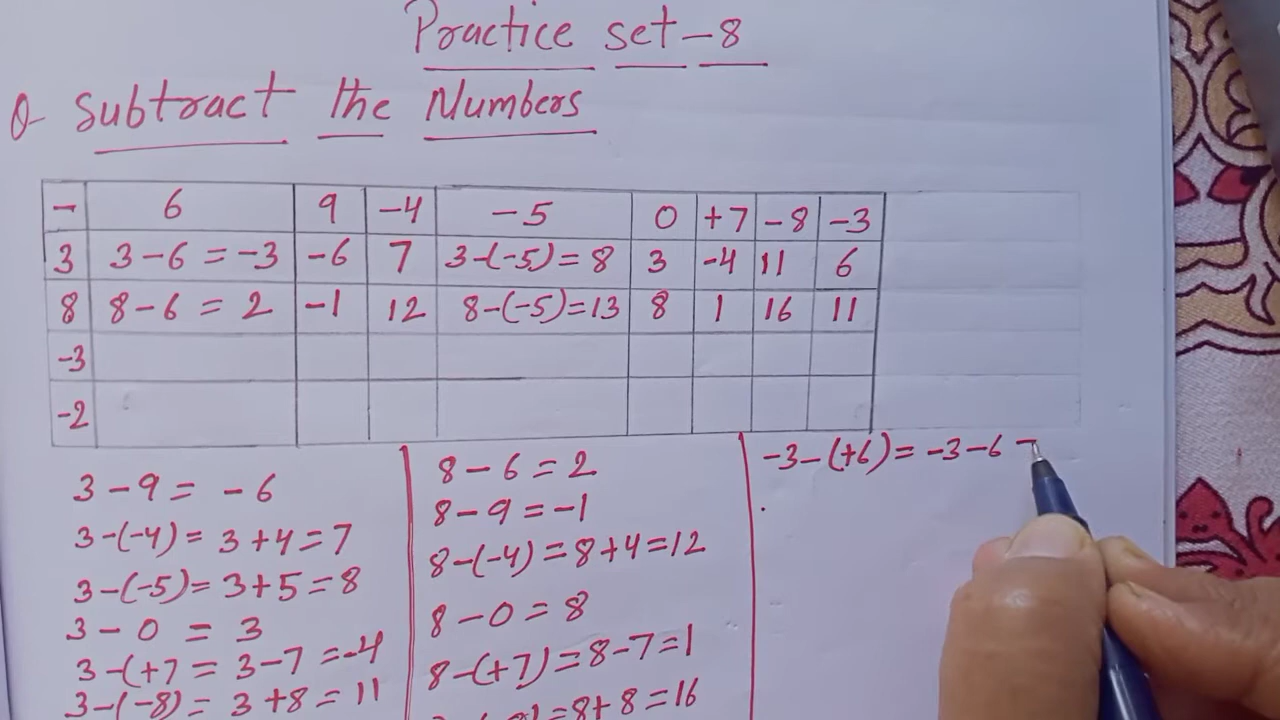 Practice set-8
Q- Subtract the Numbers
- 6 9 -4 -5 0 +7 -8 -3
3 3-6=-3 -6 7 3-(-5)=8 3 -4 11 6
8 8-6=2 -1 12 8-(-5)=13 8 1 16 11
-3
-2
3-9= -6
3-(-4)= 3+4=7
3-(-5)= 3+5=8
3-0 = 3
3-(+7 = 3-7 =-4
3-(-8)= 3+8=11
8-6=2
8-9=-1
8-(-4)=8+4=12
8-0=8
8-(+7)=8-7=1
=8+8=16
-3-(+6)= -3-6